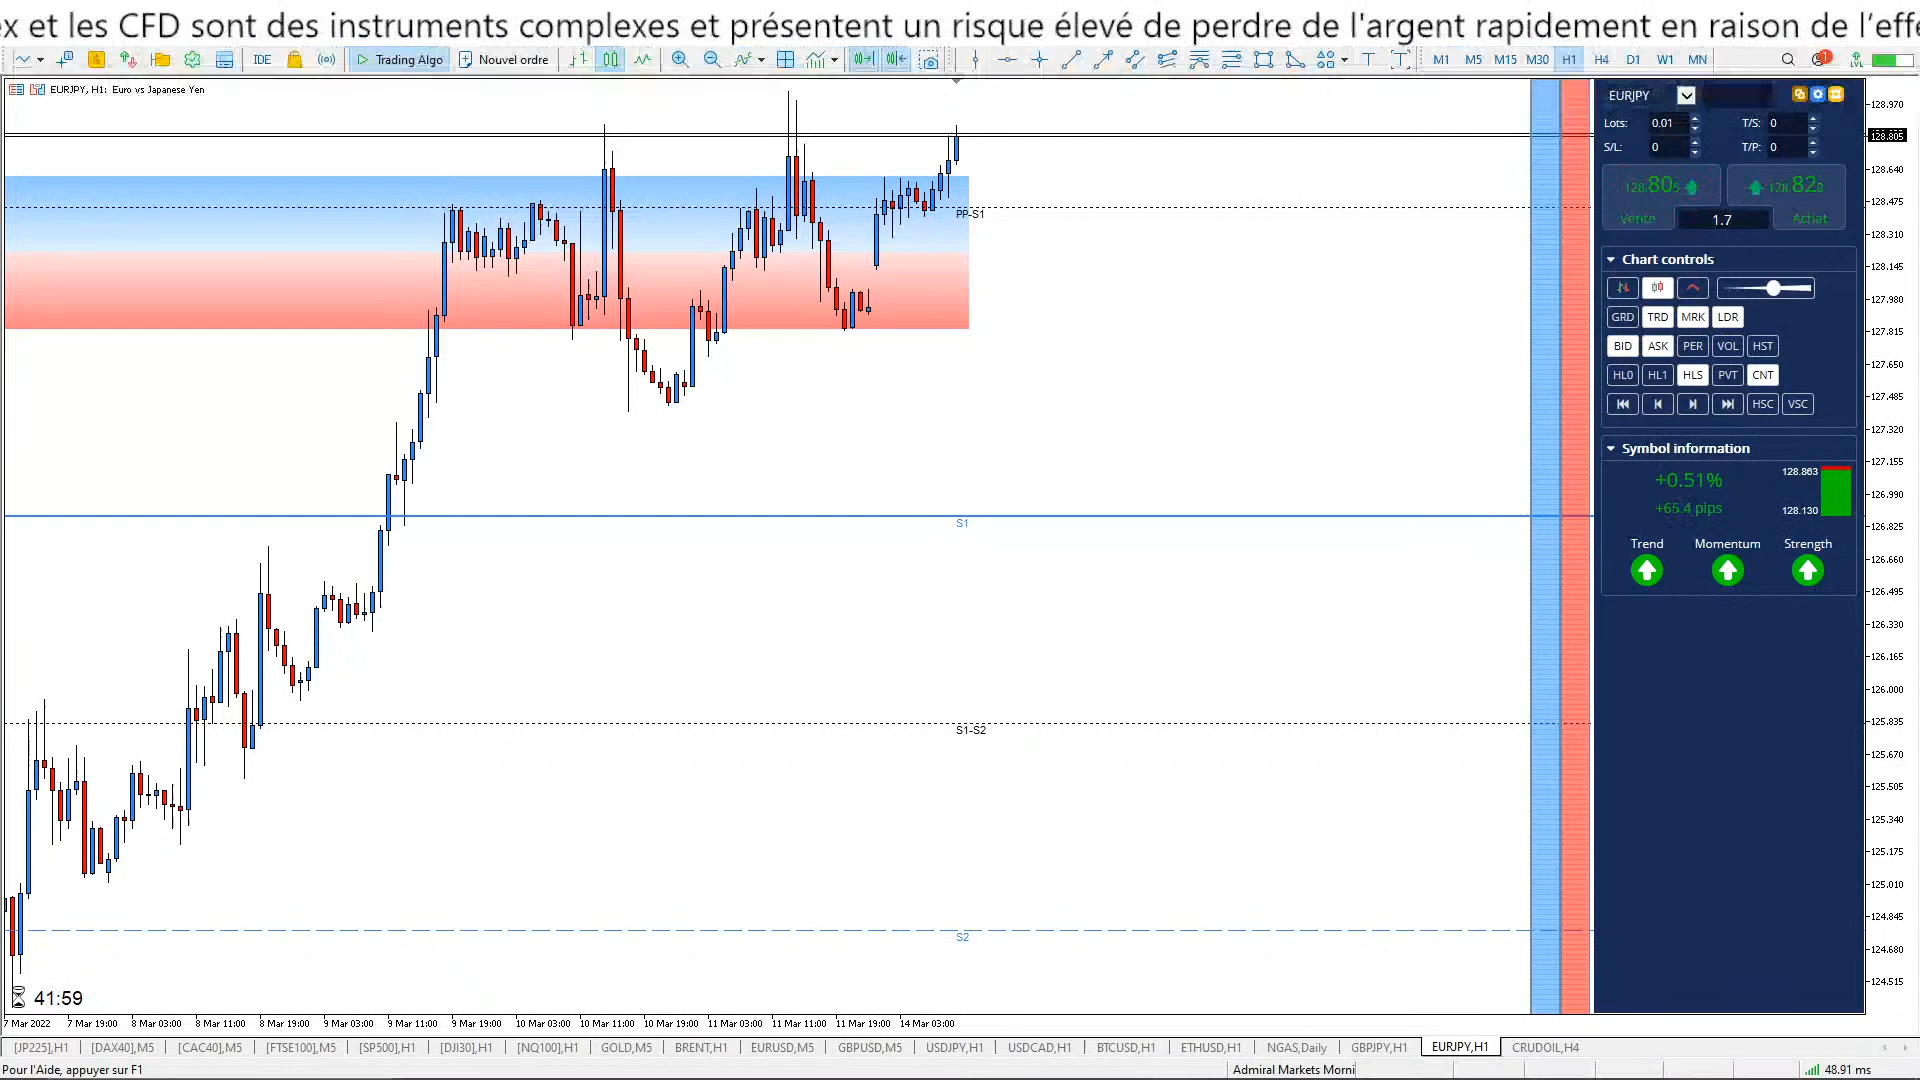 ex et les CFD sont des instruments complexes et présentent un risque élevé de perdre de l'argent rapidement en raison de l'effe
IDE Trading Algo Nouvel ordre M1 M5 M15 M30 H1 H4 D1 W1 MN 1
EURJPY, H1: Euro vs Japanese Yen
PP-S1
S1
S1-S2
S2
41:59
128.970
128.805
128.640
128.475
128.310
128.145
127.980
127.815
127.650
127.485
127.320
127.155
126.990
126.825
126.660
126.495
126.330
126.165
126.000
125.835
125.670
125.505
125.340
125.175
125.010
124.845
124.680
124.515
7 Mar 2022 7 Mar 19:00 8 Mar 03:00 8 Mar 11:00 8 Mar 19:00 9 Mar 03:00 9 Mar 11:00 9 Mar 19:00 10 Mar 03:00 10 Mar 11:00 10 Mar 19:00 11 Mar 03:00 11 Mar 11:00 11 Mar 19:00 14 Mar 03:00
EURJPY
Lots: 0.01 T/S: 0
S/L: 0 T/P: 0
128.805 128.822
Vente 1.7 Achat
Chart controls
GRD TRD MRK LDR
BID ASK PER VOL HST
HL0 HL1 HLS PVT CNT
HSC VSC
Symbol information
+0.51% 128.863
+65.4 pips 128.130
Trend Momentum Strength
[JP225],H1 [DAX40],M5 [CAC40],M5 [FTSE100],M5 [SP500],H1 [DJI30],H1 [NQ100],H1 GOLD,M5 BRENT,H1 EURUSD,M5 GBPUSD,M5 USDJPY,H1 USDCAD,H1 BTCUSD,H1 ETHUSD,H1 NGAS,Daily GBPJPY,H1 EURJPY,H1 CRUDOIL,H4
Pour l'Aide, appuyer sur F1 Admiral Markets Morni 48.91 ms